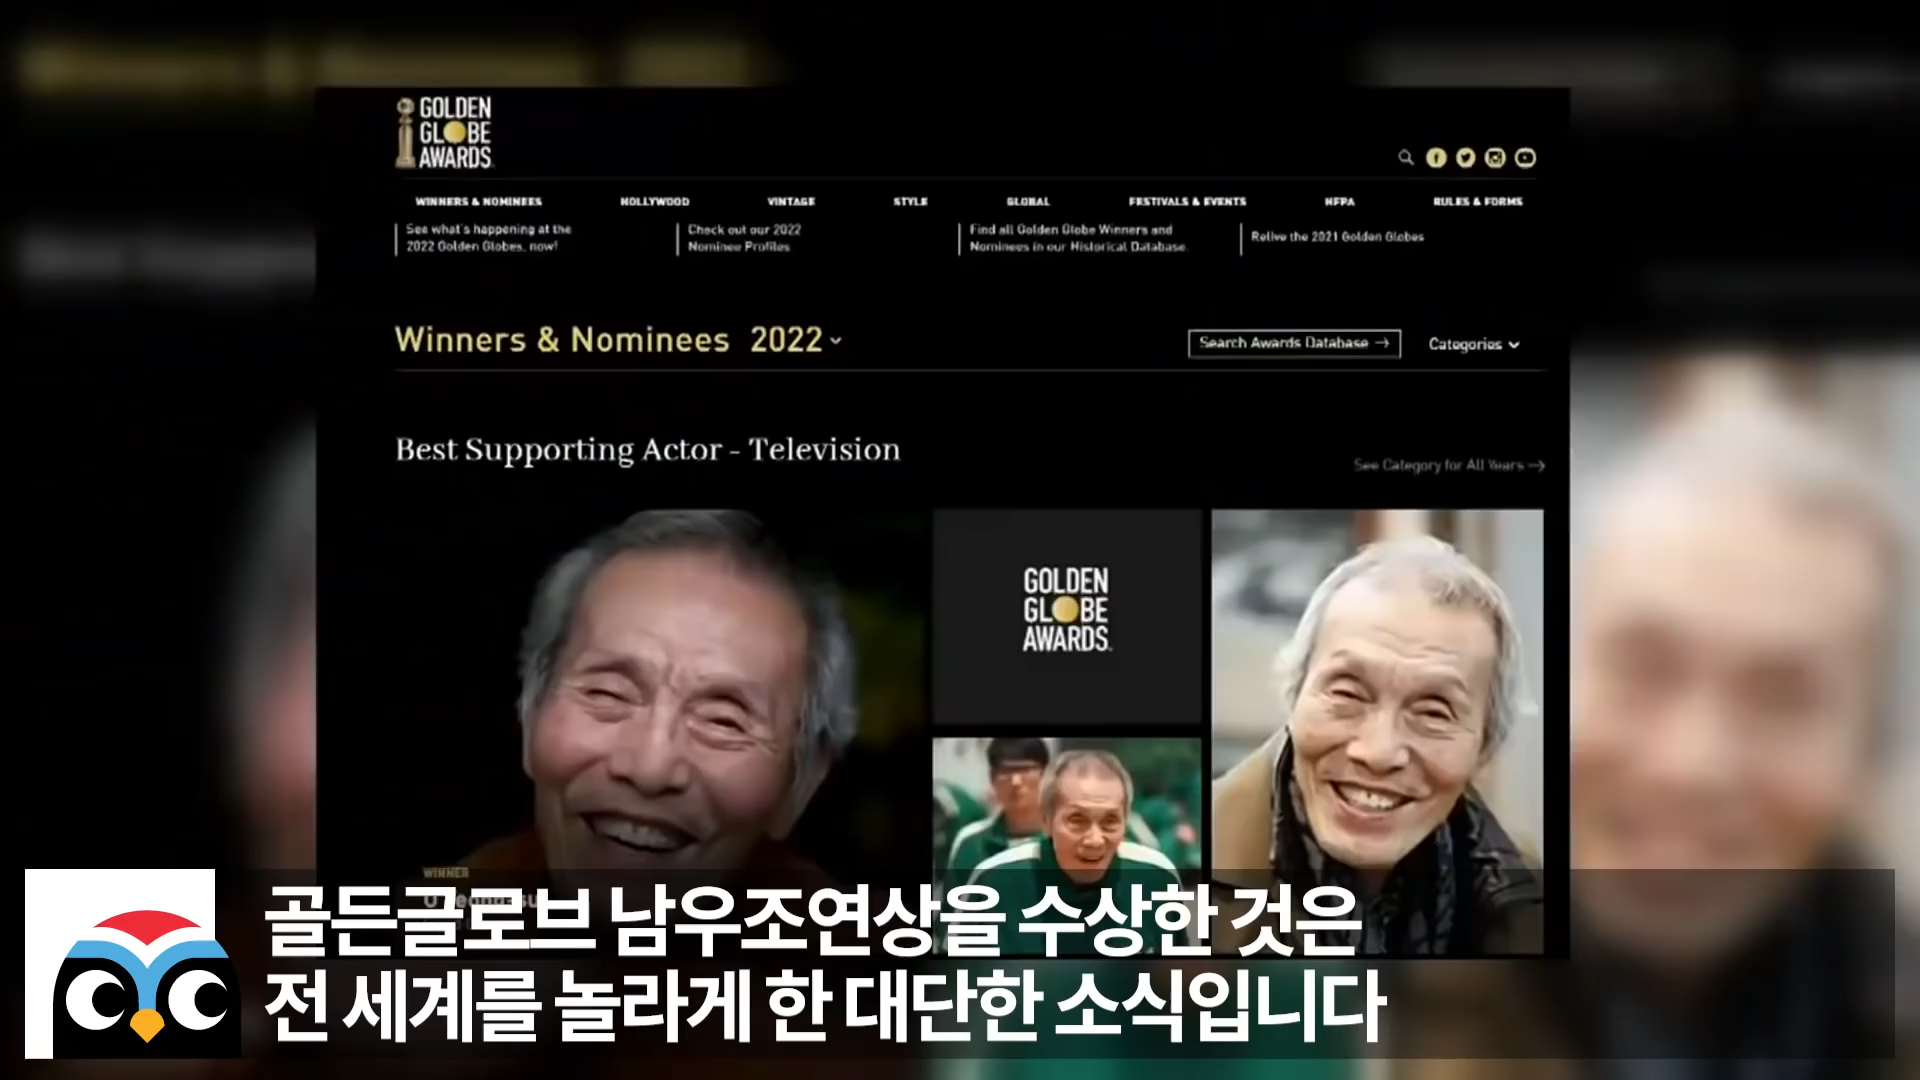 GOLDEN
GLOBE
AWARDS
WINNERS & NOMINEES HOLLYWOOD VINTAGE STYLE GLOBAL FESTIVALS & EVENTS HFPA RULES & FORMS
See what's happening at the
2022 Golden Globes, now!
Check out our 2022
Nominee Profiles
Find all Golden Globe Winners and
Nominees in our Historical Database.
Relive the 2021 Golden Globes
Winners & Nominees 2022
Search Awards Database →
Categories
Best Supporting Actor - Television
See Category for All Years →
GOLDEN
GLOBE
AWARDS
WINNER
골든글로브 남우조연상을 수상한 것은
전 세계를 놀라게 한 대단한 소식입니다